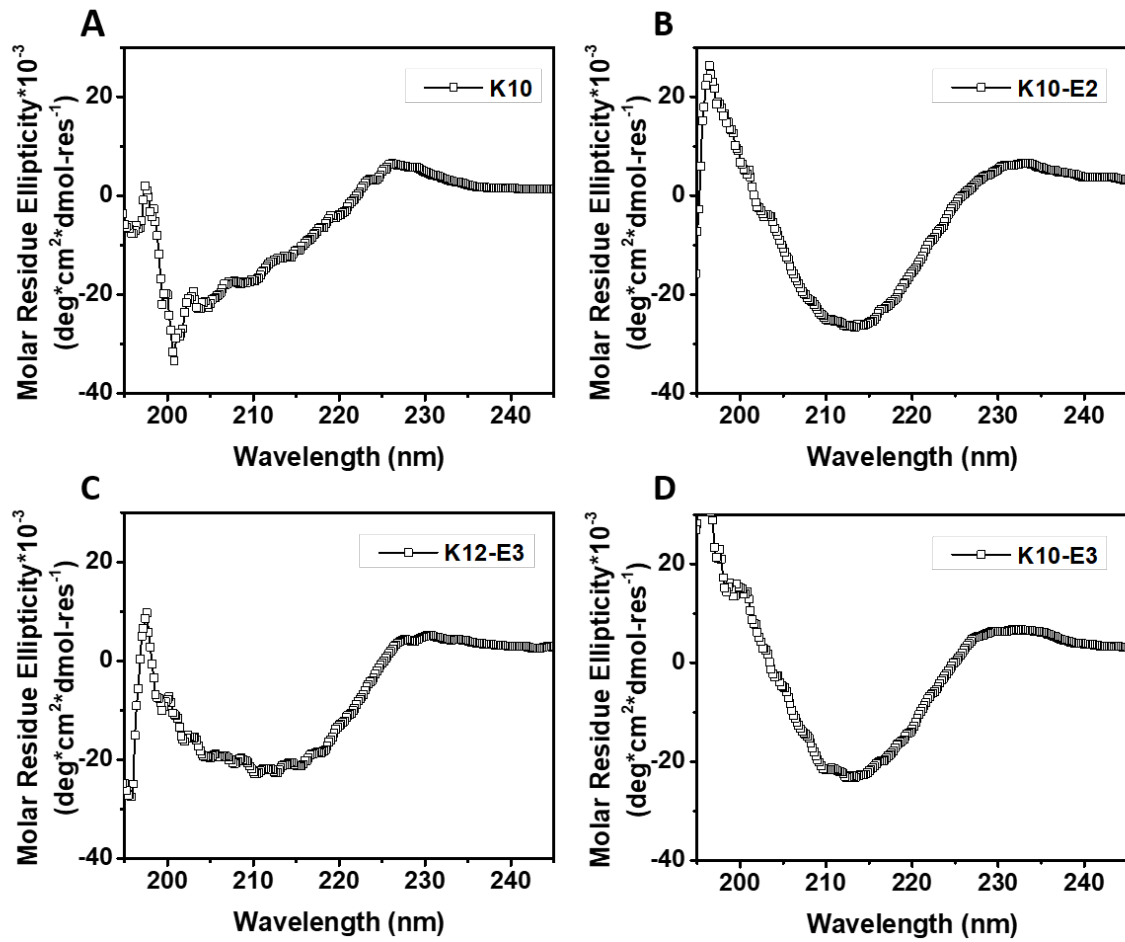 A
K10
Molar Residue Ellipticity*10⁻³
(deg*cm²*dmol-res⁻¹)
20
0
-20
-40
200 210 220 230 240
Wavelength (nm)
B
K10-E2
Molar Residue Ellipticity*10⁻³
(deg*cm²*dmol-res⁻¹)
20
0
-20
-40
200 210 220 230 240
Wavelength (nm)
C
K12-E3
Molar Residue Ellipticity*10⁻³
(deg*cm²*dmol-res⁻¹)
20
0
-20
-40
200 210 220 230 240
Wavelength (nm)
D
K10-E3
Molar Residue Ellipticity*10⁻³
(deg*cm²*dmol-res⁻¹)
20
0
-20
-40
200 210 220 230 240
Wavelength (nm)